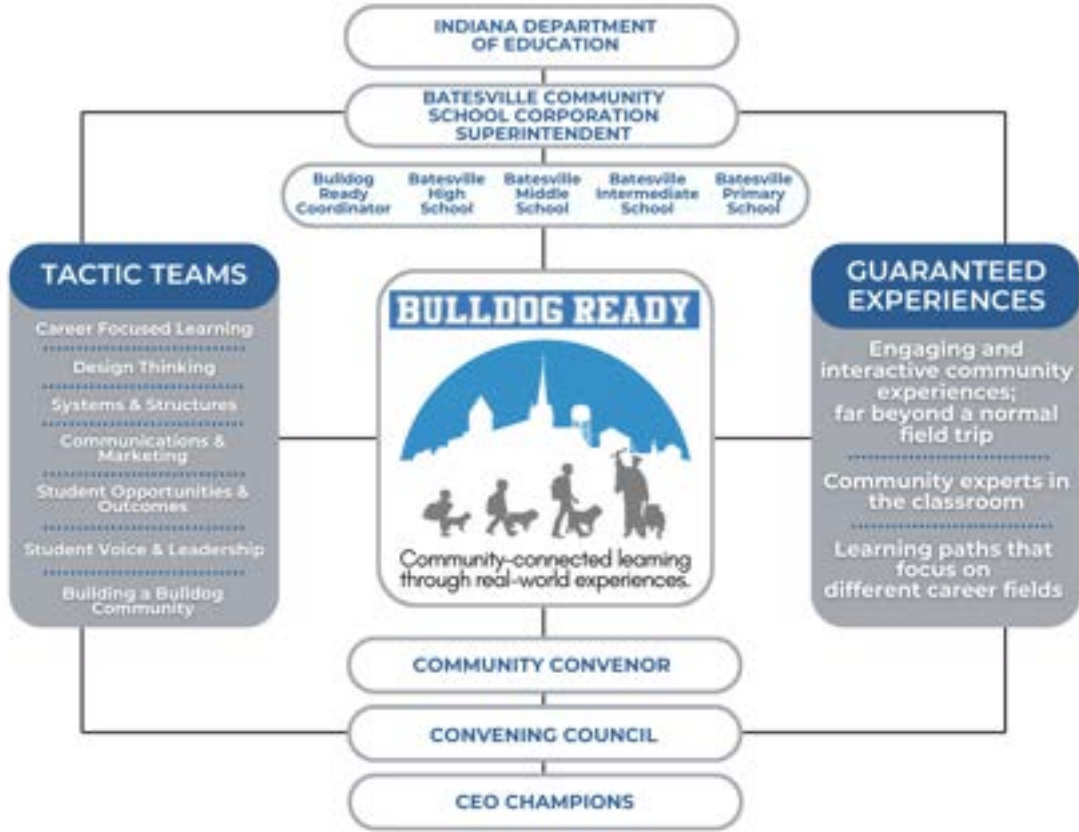 INDIANA DEPARTMENT
OF EDUCATION
BATESVILLE COMMUNITY
SCHOOL CORPORATION
SUPERINTENDENT
Bulldog
Ready
Coordinator
Batesville
High
School
Batesville
Middle
School
Batesville
Intermediate
School
Batesville
Primary
School
TACTIC TEAMS
Career Focused Learning
Design Thinking
Systems & Structures
Communications &
Marketing
Student Opportunities &
Outcomes
Student Voice & Leadership
Building a Bulldog
Community
BULLDOG READY
Community-connected learning
through real-world experiences.
GUARANTEED
EXPERIENCES
Engaging and
interactive community
experiences;
far beyond a normal
field trip
Community experts in
the classroom
Learning paths that
focus on
different career fields
COMMUNITY CONVENOR
CONVENING COUNCIL
CEO CHAMPIONS